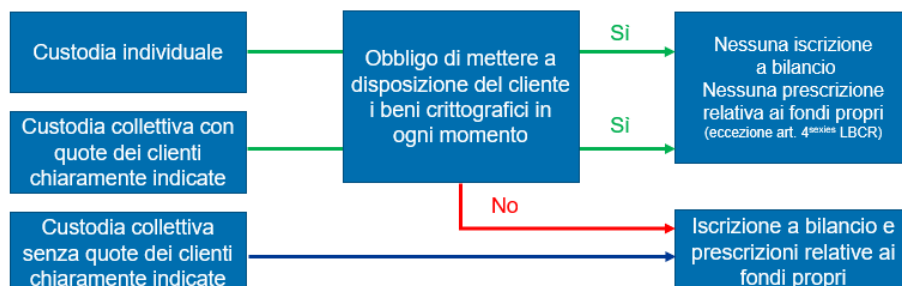 Custodia individuale
Obbligo di mettere a
disposizione del cliente
i beni crittografici in
ogni momento
Sì
Nessuna iscrizione
a bilancio
Nessuna prescrizione
relativa ai fondi propri
(eccezione art. 4sexies LBCR)
Custodia collettiva con
quote dei clienti
chiaramente indicate
Sì
No
Custodia collettiva
senza quote dei clienti
chiaramente indicate
Iscrizione a bilancio e
prescrizioni relative ai
fondi propri